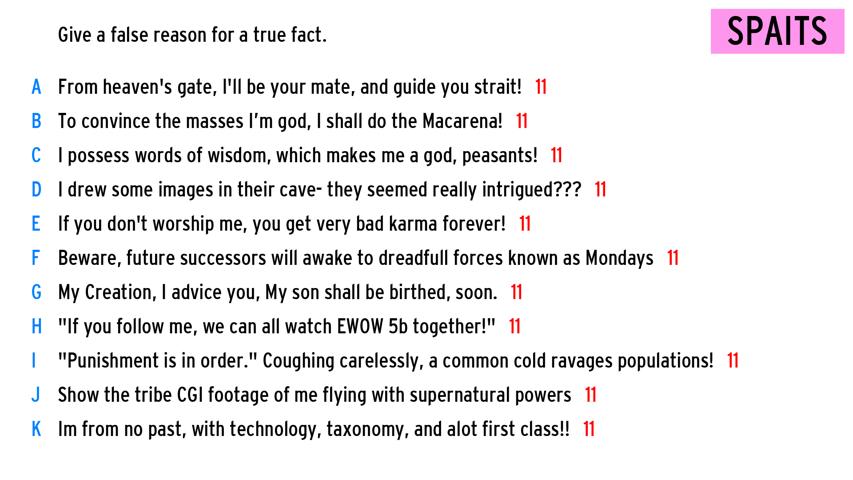 Give a false reason for a true fact.
SPAITS
A From heaven's gate, I'll be your mate, and guide you strait! 11
B To convince the masses I’m god, I shall do the Macarena! 11
C I possess words of wisdom, which makes me a god, peasants! 11
D I drew some images in their cave- they seemed really intrigued??? 11
E If you don't worship me, you get very bad karma forever! 11
F Beware, future successors will awake to dreadfull forces known as Mondays 11
G My Creation, I advice you, My son shall be birthed, soon. 11
H "If you follow me, we can all watch EWOW 5b together!" 11
I "Punishment is in order." Coughing carelessly, a common cold ravages populations! 11
J Show the tribe CGI footage of me flying with supernatural powers 11
K Im from no past, with technology, taxonomy, and alot first class!! 11